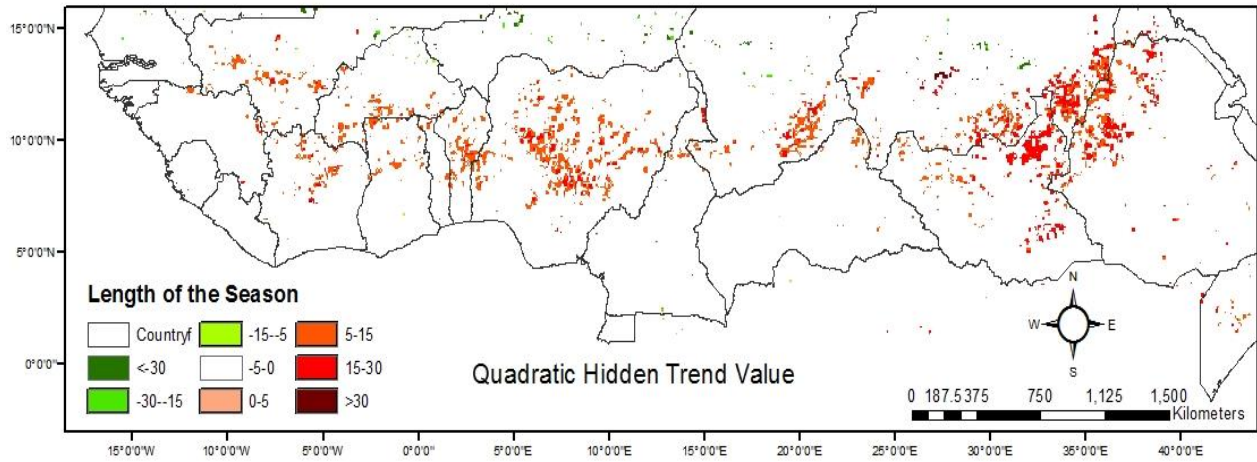 15°0'0"N
10°0'0"N
5°0'0"N
0°0'0"
Length of the Season
Countryf
-15--5
5-15
<-30
-5-0
15-30
-30--15
0-5
>30
Quadratic Hidden Trend Value
N
W
E
S
0 187.5 375 750 1,125 1,500
Kilometers
15°0'0"W 10°0'0"W 5°0'0"W 0°0'0" 5°0'0"E 10°0'0"E 15°0'0"E 20°0'0"E 25°0'0"E 30°0'0"E 35°0'0"E 40°0'0"E